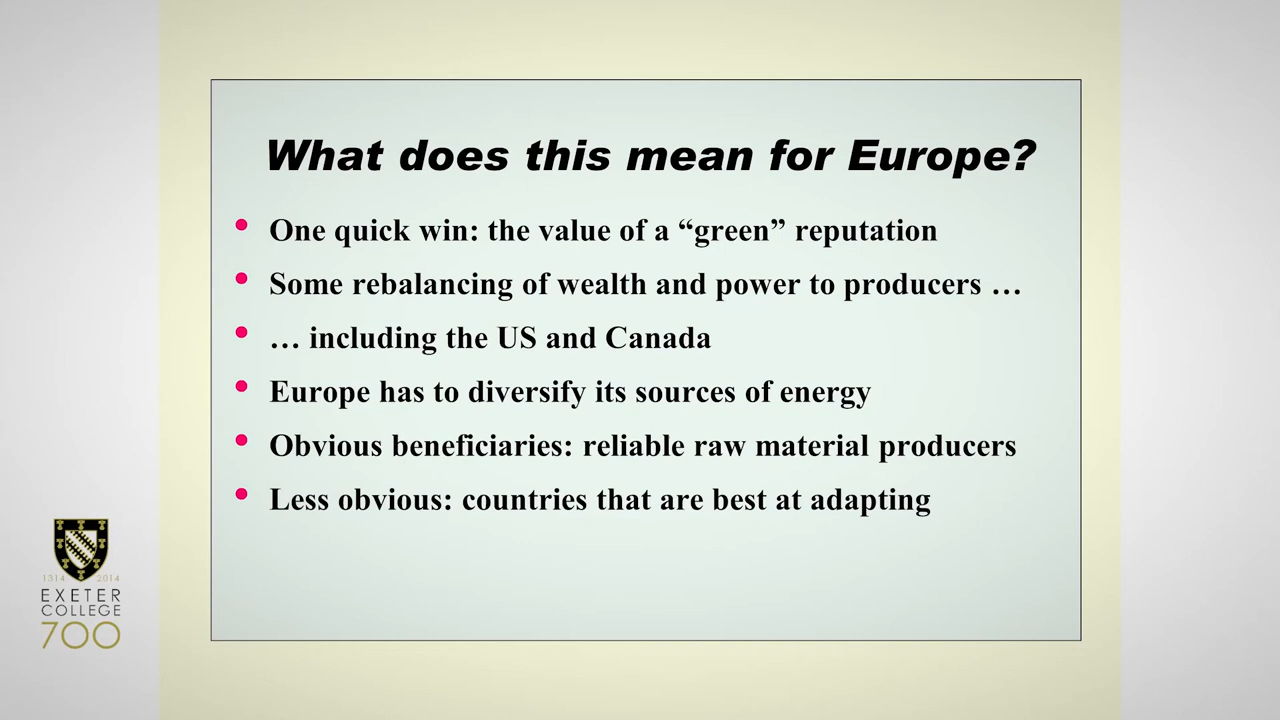 What does this mean for Europe?
• One quick win: the value of a “green” reputation
• Some rebalancing of wealth and power to producers …
• … including the US and Canada
• Europe has to diversify its sources of energy
• Obvious beneficiaries: reliable raw material producers
• Less obvious: countries that are best at adapting
1314 2014
EXETER
COLLEGE
700